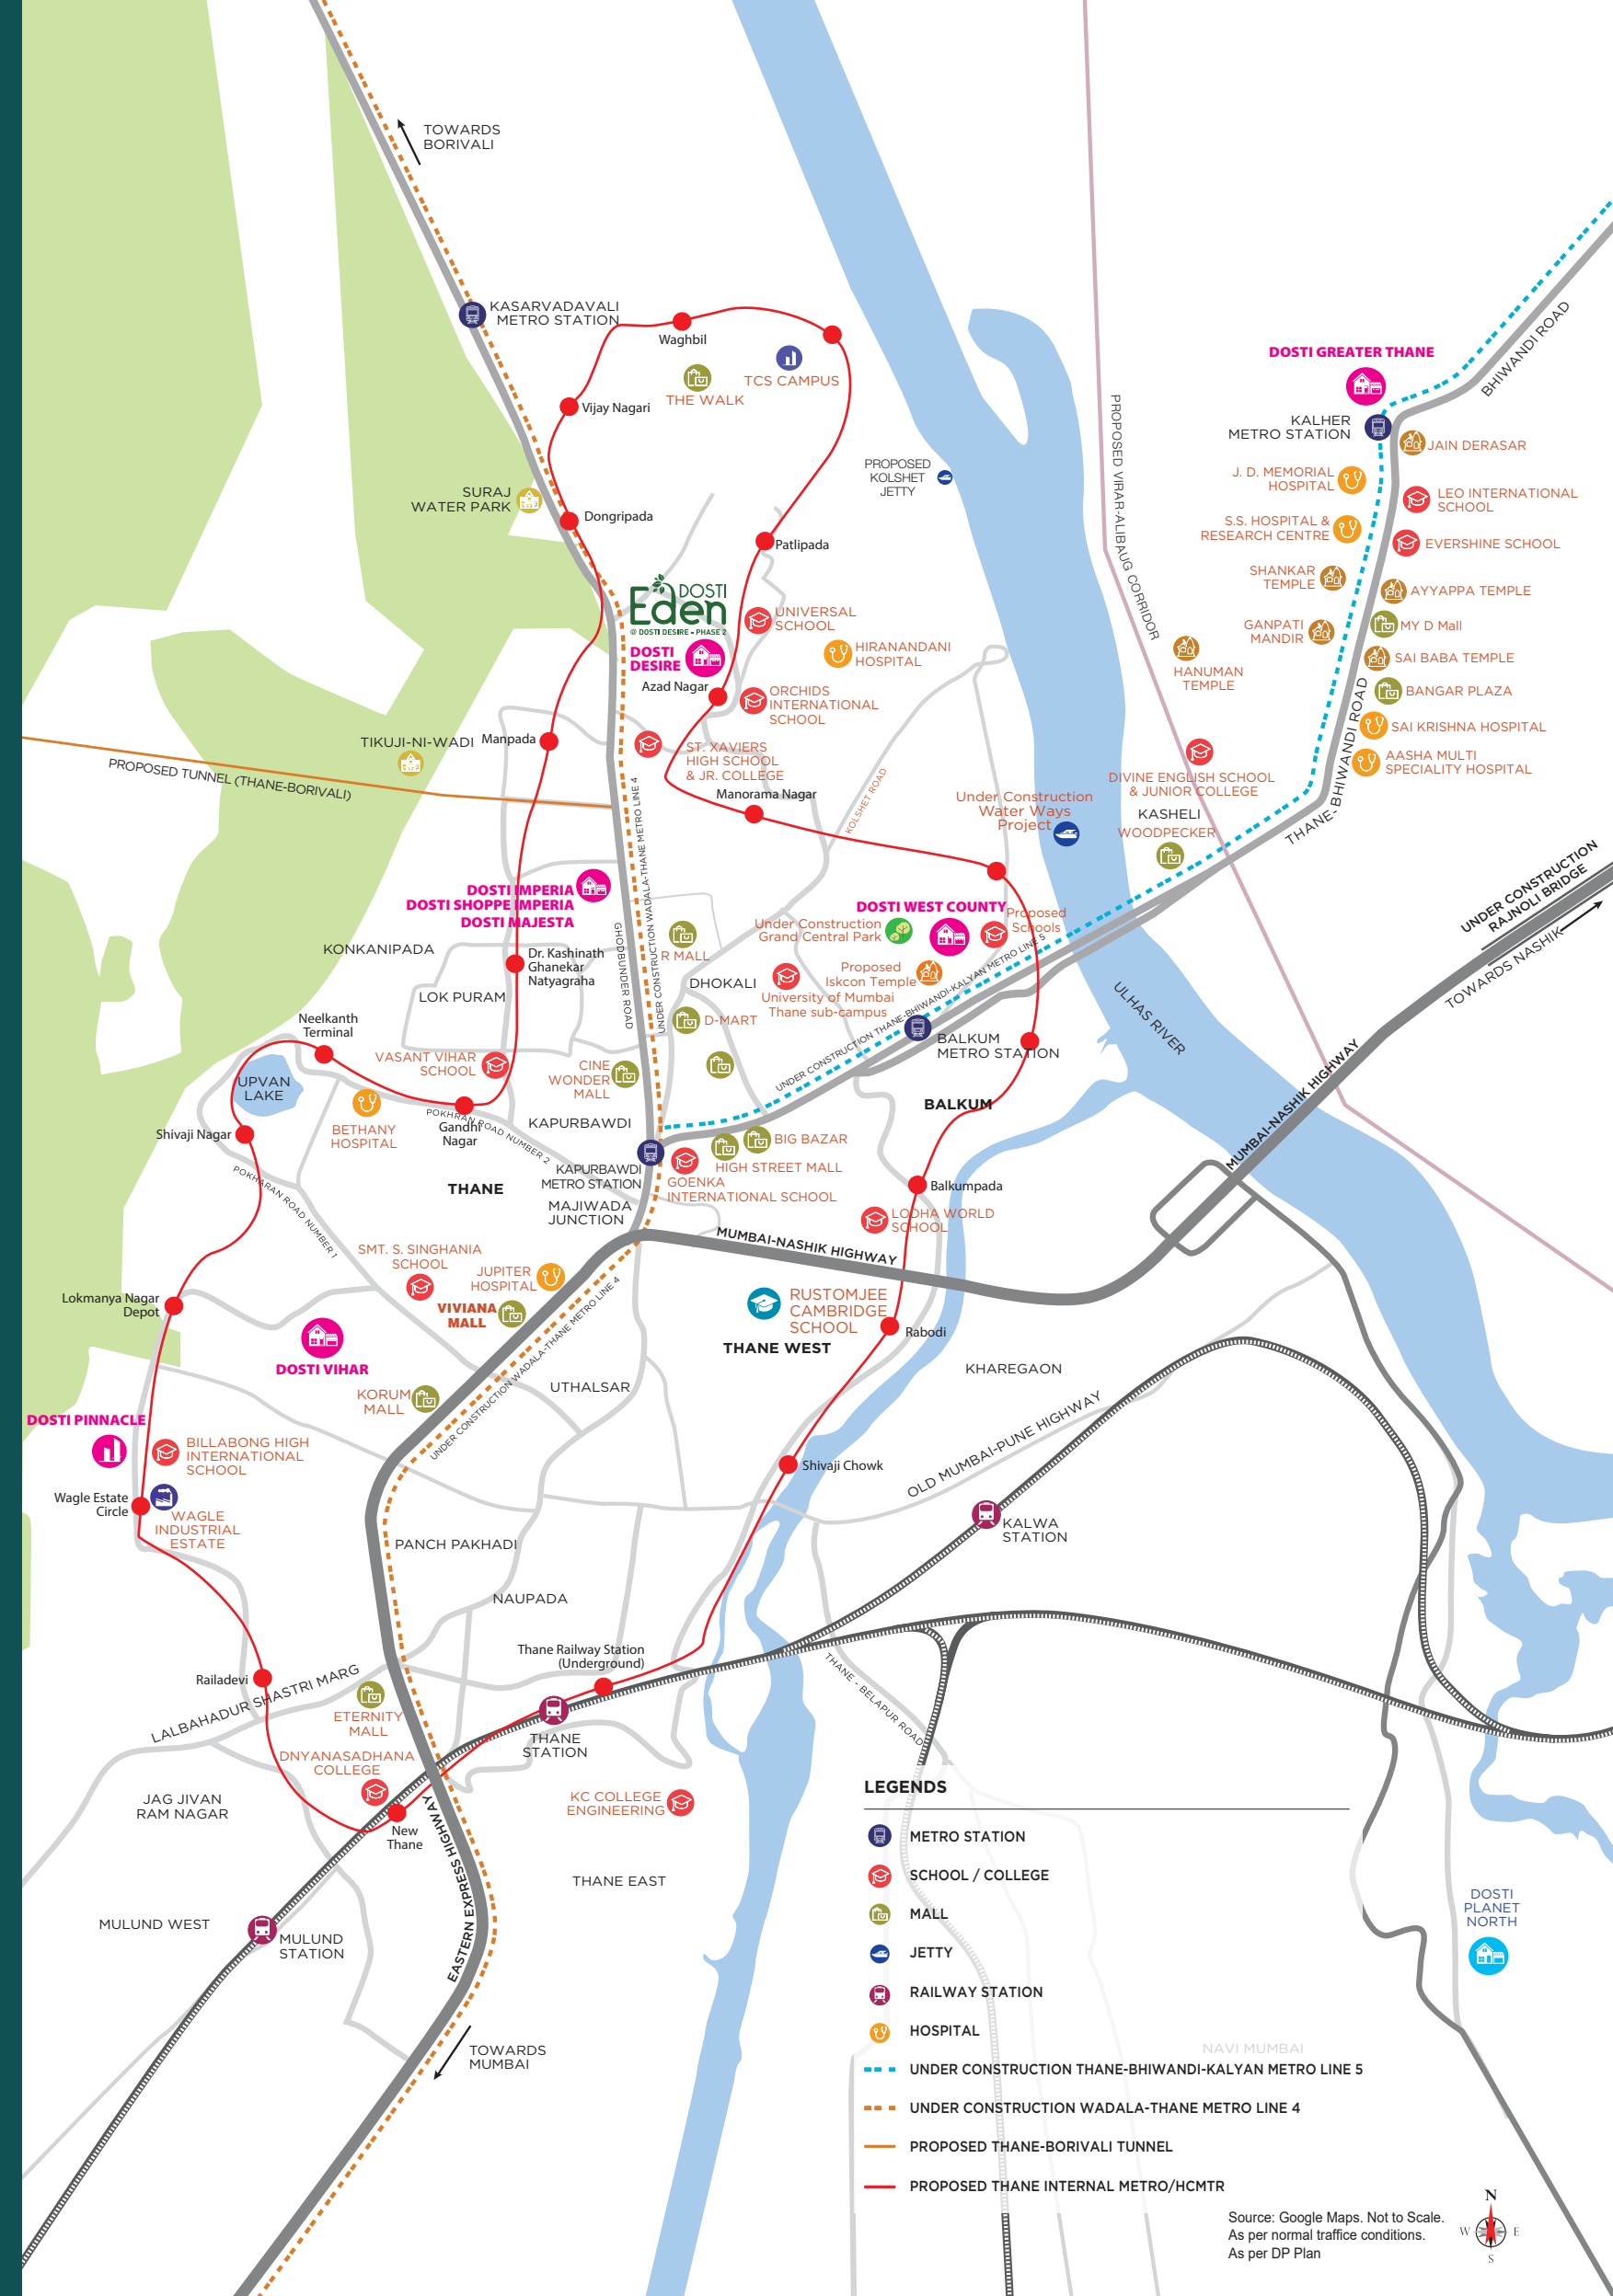 TOWARDS
BORIVALI
KASARVADAVALI
METRO STATION
Waghbil
TCS CAMPUS
THE WALK
Vijay Nagari
DOSTI GREATER THANE
BHIWANDI ROAD
KALHER
METRO STATION
JAIN DERASAR
PROPOSED VIRAR-ALIBAUG CORRIDOR
PROPOSED
KOLSHET
JETTY
J. D. MEMORIAL
HOSPITAL
LEO INTERNATIONAL
SCHOOL
SURAJ
WATER PARK
Dongripada
S.S. HOSPITAL &
RESEARCH CENTRE
EVERSHINE SCHOOL
Patlipada
SHANKAR
TEMPLE
AYYAPPA TEMPLE
DOSTI
Eden
@ DOSTI DESIRE - PHASE 2
UNIVERSAL
SCHOOL
GANPATI
MANDIR
MY D Mall
DOSTI
DESIRE
HIRANANDANI
HOSPITAL
HANUMAN
TEMPLE
SAI BABA TEMPLE
Azad Nagar
ORCHIDS
INTERNATIONAL
SCHOOL
BANGAR PLAZA
SAI KRISHNA HOSPITAL
TIKUJI-NI-WADI
Manpada
ST. XAVIERS
HIGH SCHOOL
& JR. COLLEGE
AASHA MULTI
SPECIALITY HOSPITAL
PROPOSED TUNNEL (THANE-BORIVALI)
DIVINE ENGLISH SCHOOL
& JUNIOR COLLEGE
Manorama Nagar
KOLSHET ROAD
Under Construction
Water Ways
Project
KASHELI
WOODPECKER
THANE-BHIWANDI ROAD
UNDER CONSTRUCTION WADALA-THANE METRO LINE 4
UNDER CONSTRUCTION
RAJNOLI BRIDGE
TOWARDS NASHIK
DOSTI IMPERIA
DOSTI SHOPPE IMPERIA
DOSTI MAJESTA
DOSTI WEST COUNTY
Proposed
Schools
Under Construction
Grand Central Park
GHODBUNDER ROAD
KONKANIPADA
R MALL
Dr. Kashinath
Ghanekar
Natyagraha
DHOKALI
Proposed
Iskcon Temple
University of Mumbai
Thane sub-campus
LOK PURAM
D-MART
UNDER CONSTRUCTION THANE-BHIWANDI-KALYAN METRO LINE 5
ULHAS RIVER
Neelkanth
Terminal
BALKUM
METRO STATION
VASANT VIHAR
SCHOOL
CINE
WONDER
MALL
UPVAN
LAKE
BALKUM
MUMBAI-NASHIK HIGHWAY
POKHRAN ROAD NUMBER 2
Gandhi
Nagar
KAPURBAWDI
Shivaji Nagar
BETHANY
HOSPITAL
BIG BAZAR
HIGH STREET MALL
KAPURBAWDI
METRO STATION
GOENKA
INTERNATIONAL SCHOOL
POKHARAN ROAD NUMBER 1
THANE
Balkumpada
MAJIWADA
JUNCTION
LODHA WORLD
SCHOOL
MUMBAI-NASHIK HIGHWAY
SMT. S. SINGHANIA
SCHOOL
JUPITER
HOSPITAL
Lokmanya Nagar
Depot
VIVIANA
MALL
RUSTOMJEE
CAMBRIDGE
SCHOOL
Rabodi
THANE WEST
DOSTI VIHAR
UNDER CONSTRUCTION WADALA-THANE METRO LINE 4
KHAREGAON
KORUM
MALL
UTHALSAR
DOSTI PINNACLE
OLD MUMBAI-PUNE HIGHWAY
BILLABONG HIGH
INTERNATIONAL
SCHOOL
Shivaji Chowk
Wagle Estate
Circle
WAGLE
INDUSTRIAL
ESTATE
KALWA
STATION
PANCH PAKHADI
NAUPADA
Thane Railway Station
(Underground)
Railadevi
LALBAHADUR SHASTRI MARG
THANE - BELAPUR ROAD
ETERNITY
MALL
THANE
STATION
DNYANASADHANA
COLLEGE
JAG JIVAN
RAM NAGAR
KC COLLEGE
ENGINEERING
New
Thane
EASTERN EXPRESS HIGHWAY
THANE EAST
MULUND WEST
MULUND
STATION
DOSTI
PLANET
NORTH
TOWARDS
MUMBAI
NAVI MUMBAI
LEGENDS
METRO STATION
SCHOOL / COLLEGE
MALL
JETTY
RAILWAY STATION
HOSPITAL
UNDER CONSTRUCTION THANE-BHIWANDI-KALYAN METRO LINE 5
UNDER CONSTRUCTION WADALA-THANE METRO LINE 4
PROPOSED THANE-BORIVALI TUNNEL
PROPOSED THANE INTERNAL METRO/HCMTR
Source: Google Maps. Not to Scale.
As per normal traffice conditions.
As per DP Plan
N
W
E
S